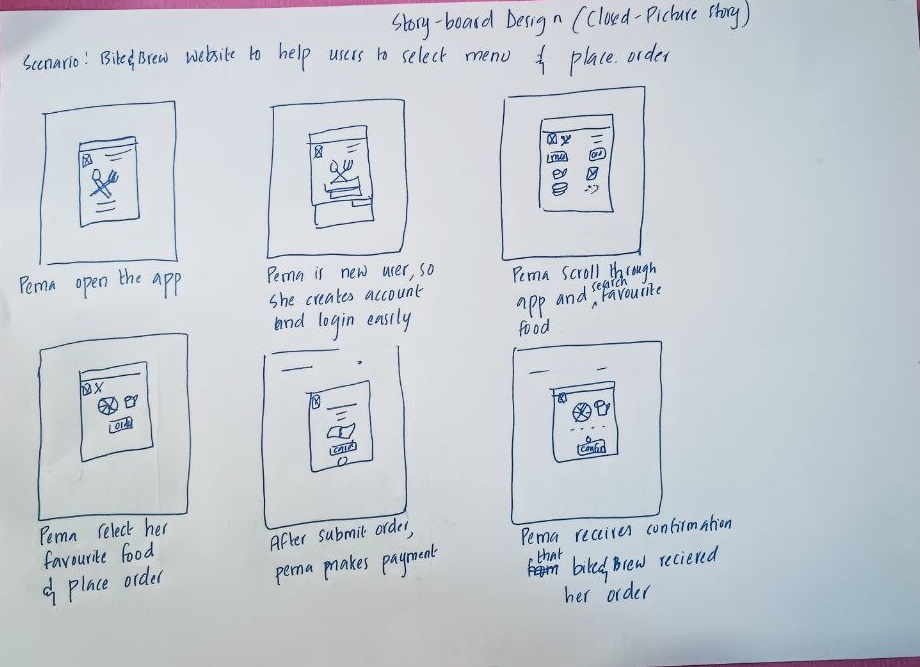 Story-board Design (Closed-Picture story)
Scenario: Bite&Brew website to help users to select menu & place order
Pema open the app
Pema is new user, so
she creates account
and login easily
Pema scroll through
app and search favourite
food
Order
Pema select her
favourite food
& place order
After submit order,
pema makes payment
Pema receives confirmation
that bite&Brew recieved
her order